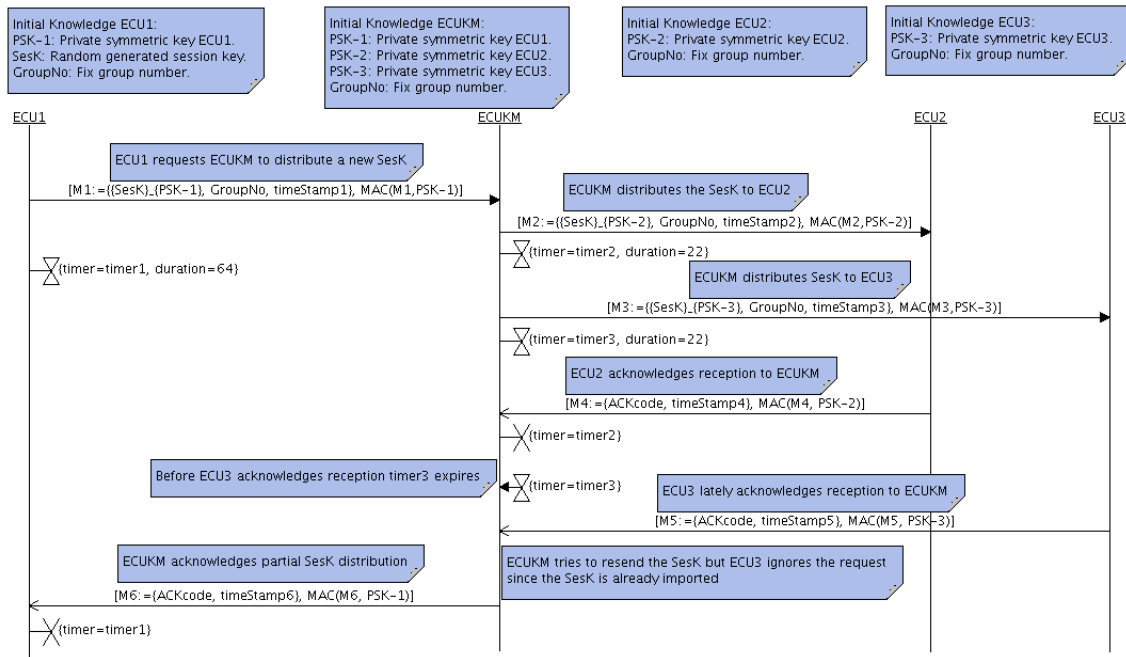 Initial Knowledge ECU1:
PSK-1: Private symmetric key ECU1.
SesK: Random generated session key.
GroupNo: Fix group number.
Initial Knowledge ECUKM:
PSK-1: Private symmetric key ECU1.
PSK-2: Private symmetric key ECU2.
PSK-3: Private symmetric key ECU3.
GroupNo: Fix group number.
Initial Knowledge ECU2:
PSK-2: Private symmetric key ECU2.
GroupNo: Fix group number.
Initial Knowledge ECU3:
PSK-3: Private symmetric key ECU3.
GroupNo: Fix group number.
ECU1
ECUKM
ECU2
ECU3
ECU1 requests ECUKM to distribute a new SesK
[M1:={{SesK}_{PSK-1}, GroupNo, timeStamp1}, MAC(M1,PSK-1)]
ECUKM distributes the SesK to ECU2
[M2:={{SesK}_{PSK-2}, GroupNo, timeStamp2}, MAC(M2,PSK-2)]
{timer=timer2, duration=22}
{timer=timer1, duration=64}
ECUKM distributes SesK to ECU3
[M3:={{SesK}_{PSK-3}, GroupNo, timeStamp3}, MAC(M3,PSK-3)]
{timer=timer3, duration=22}
ECU2 acknowledges reception to ECUKM
[M4:={ACKcode, timeStamp4}, MAC(M4, PSK-2)]
{timer=timer2}
Before ECU3 acknowledges reception timer3 expires
{timer=timer3}
ECU3 lately acknowledges reception to ECUKM
[M5:={ACKcode, timeStamp5}, MAC(M5, PSK-3)]
ECUKM acknowledges partial SesK distribution
ECUKM tries to resend the SesK but ECU3 ignores the request
since the SesK is already imported
[M6:={ACKcode, timeStamp6}, MAC(M6, PSK-1)]
{timer=timer1}